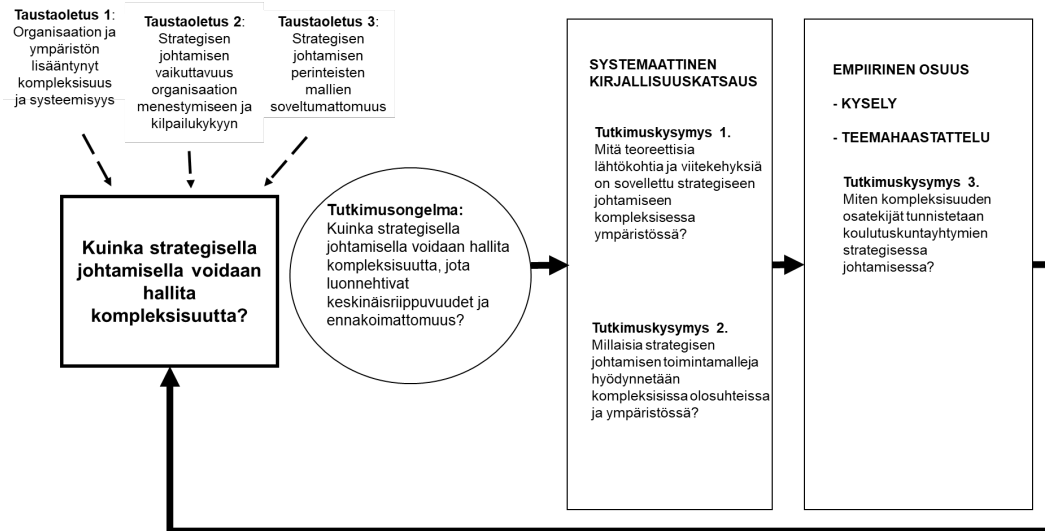 Taustaoletus 1:
Organisaation ja
ympäristön
lisääntynyt
kompleksisuus
ja systeemisyys
Taustaoletus 2:
Strategisen
johtamisen
vaikuttavuus
organisaation
menestymiseen ja
kilpailukykyyn
Taustaoletus 3:
Strategisen
johtamisen
perinteisten
mallien
soveltumattomuus
Kuinka strategisella
johtamisella voidaan
hallita
kompleksisuutta?
Tutkimusongelma:
Kuinka strategisella
johtamisella voidaan hallita
kompleksisuutta, jota
luonnehtivat
keskinäisriippuvuudet ja
ennakoimattomuus?
SYSTEMAATTINEN
KIRJALLISUUSKATSAUS
Tutkimuskysymys 1.
Mitä teoreettisia
lähtökohtia ja viitekehyksiä
on sovellettu strategiseen
johtamiseen
kompleksisessa
ympäristössä?
Tutkimuskysymys 2.
Millaisia strategisen
johtamisen toimintamalleja
hyödynnetään
kompleksisissa olosuhteissa
ja ympäristössä?
EMPIIRINEN OSUUS
- KYSELY
- TEEMAHAASTATTELU
Tutkimuskysymys 3.
Miten kompleksisuuden
osatekijät tunnistetaan
koulutuskuntayhtymien
strategisessa
johtamisessa?